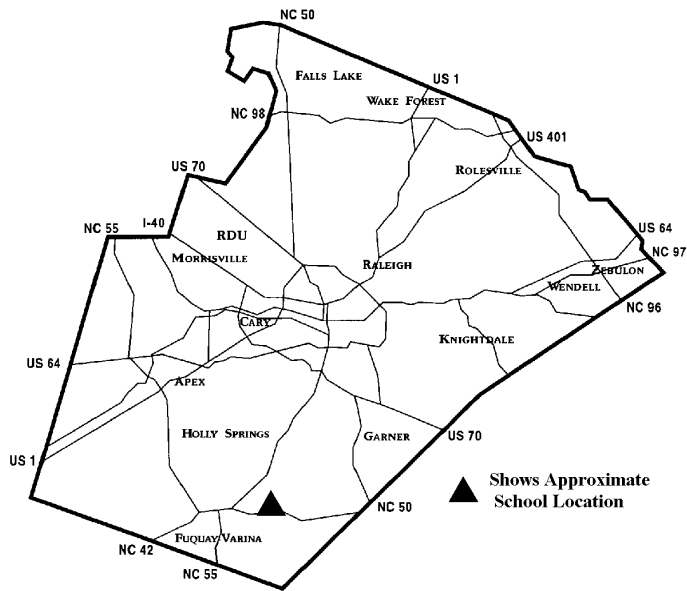 NC 50
FALLS LAKE
US 1
WAKE FOREST
NC 98
US 401
US 70
ROLESVILLE
I-40
NC 55
RDU
US 64
MORRISVILLE
RALEIGH
NC 97
ZEBULON
WENDELL
NC 96
CARY
KNIGHTDALE
US 64
APEX
HOLLY SPRINGS
GARNER
US 70
US 1
NC 50
FUQUAY VARINA
NC 42
NC 55
Shows Approximate
School Location